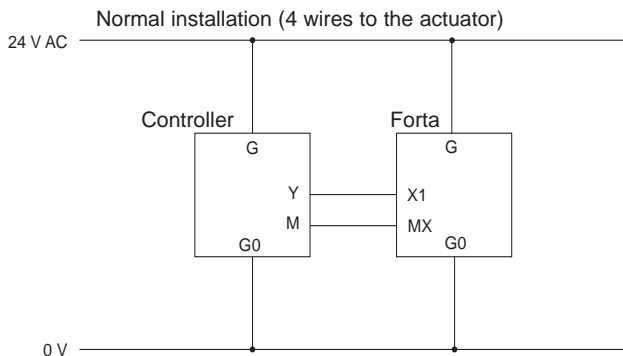 Normal installation (4 wires to the actuator)
24 V AC
Controller
Forta
G
G
Y
X1
M
MX
G0
G0
0 V